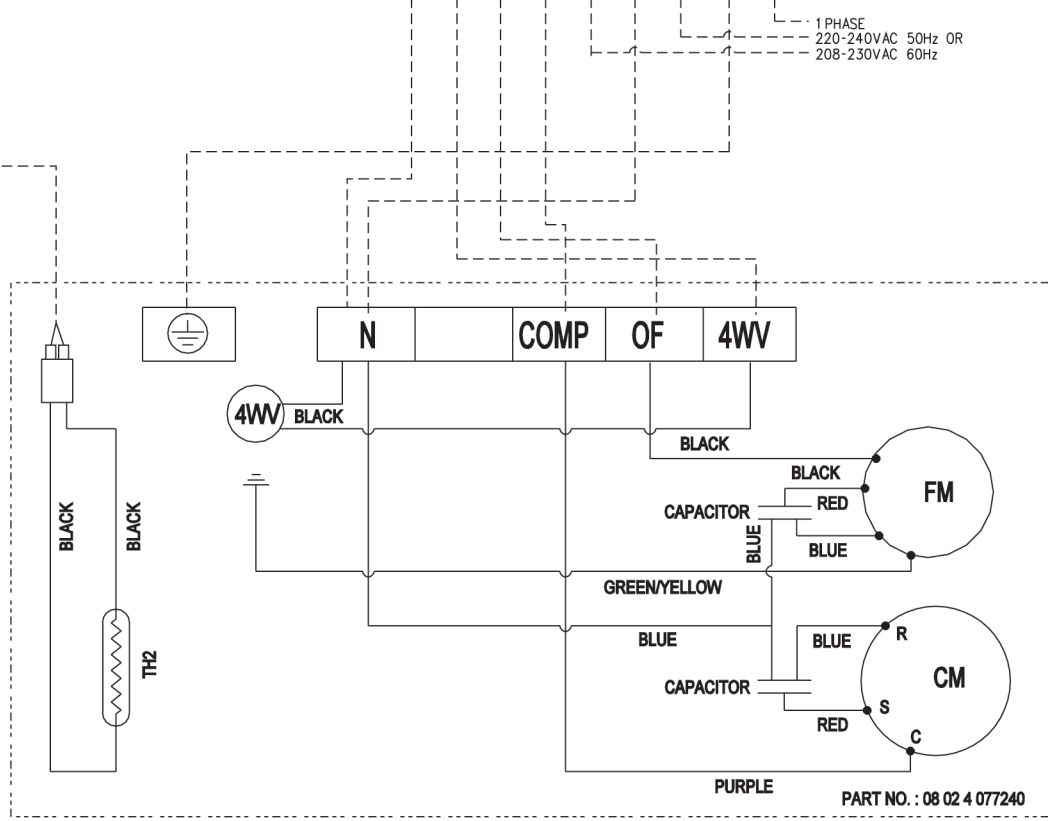 1 PHASE
220-240VAC 50Hz OR
208-230VAC 60Hz
N
COMP
OF
4WV
4WV
BLACK
BLACK
BLACK
RED
CAPACITOR
BLUE
BLUE
FM
BLACK
BLACK
GREEN/YELLOW
BLUE
BLUE
R
TH2
CAPACITOR
CM
S
RED
C
PURPLE
PART NO. : 08 02 4 077240